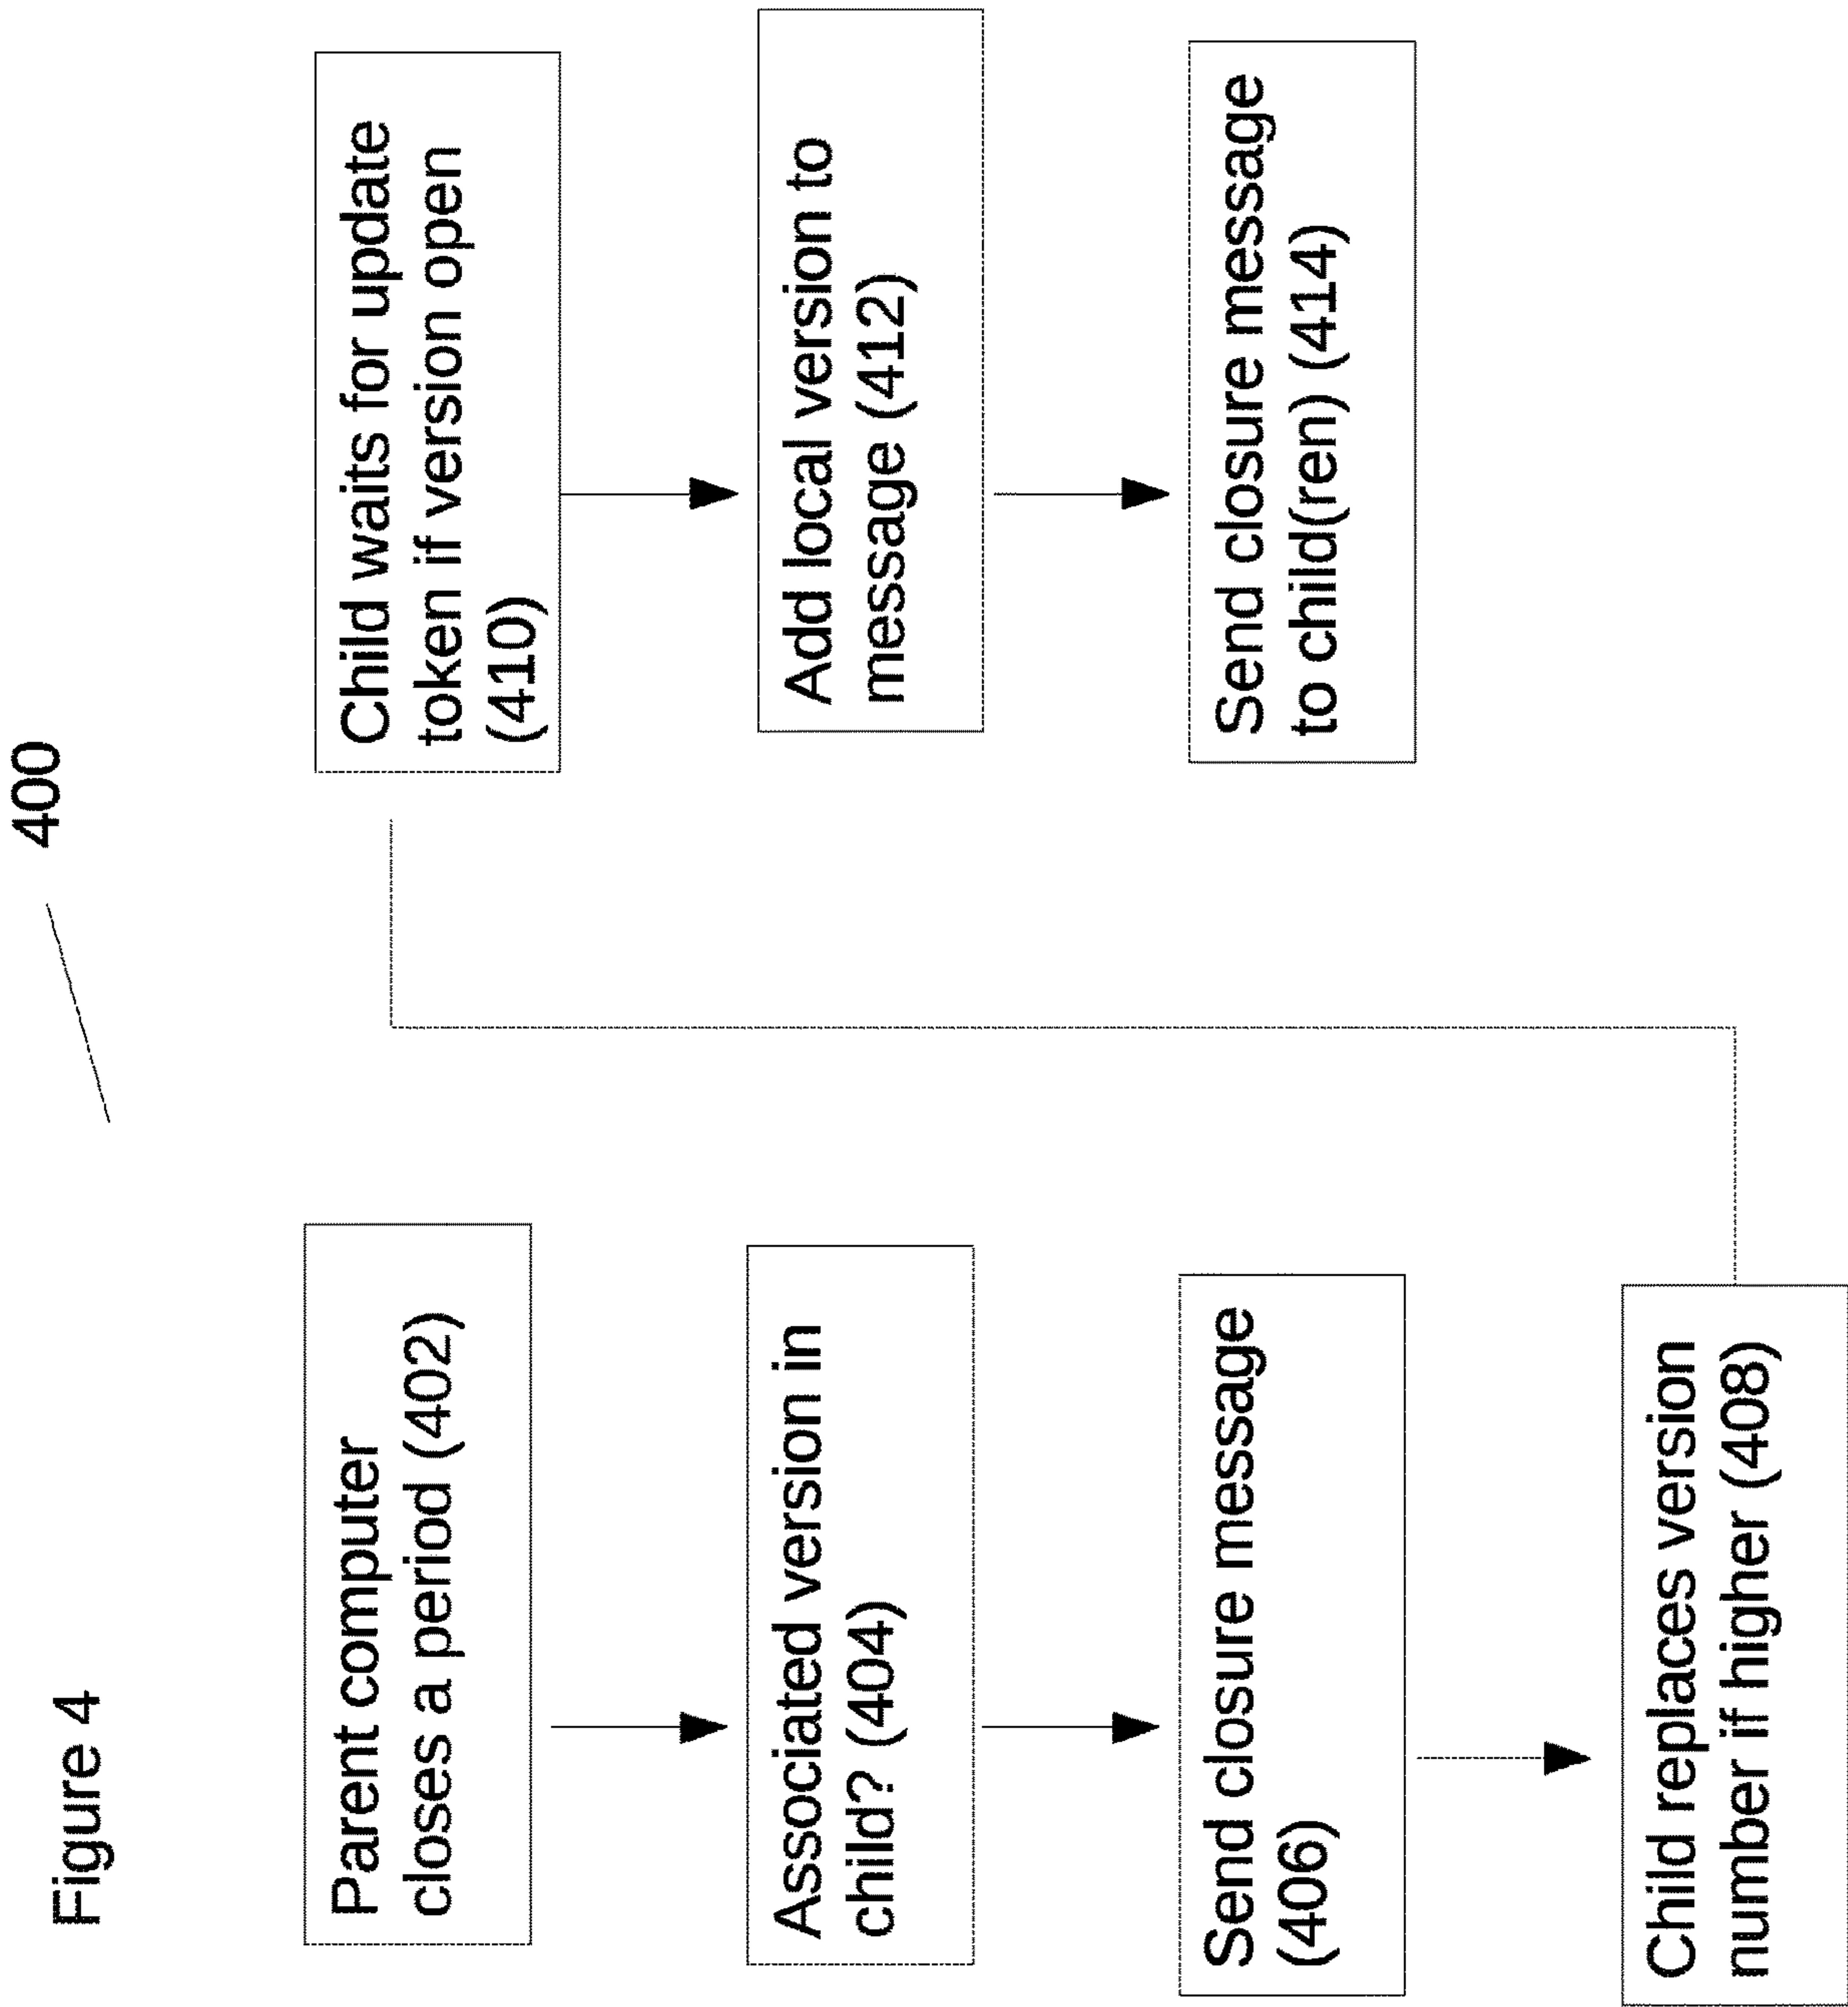 Figure 4
400
Parent computer
closes a period (402)
Associated version in
child? (404)
Send closure message
(406)
Child replaces version
number if higher (408)
Child waits for update
token if version open
(410)
Add local version to
message (412)
Send closure message
to child(ren) (414)